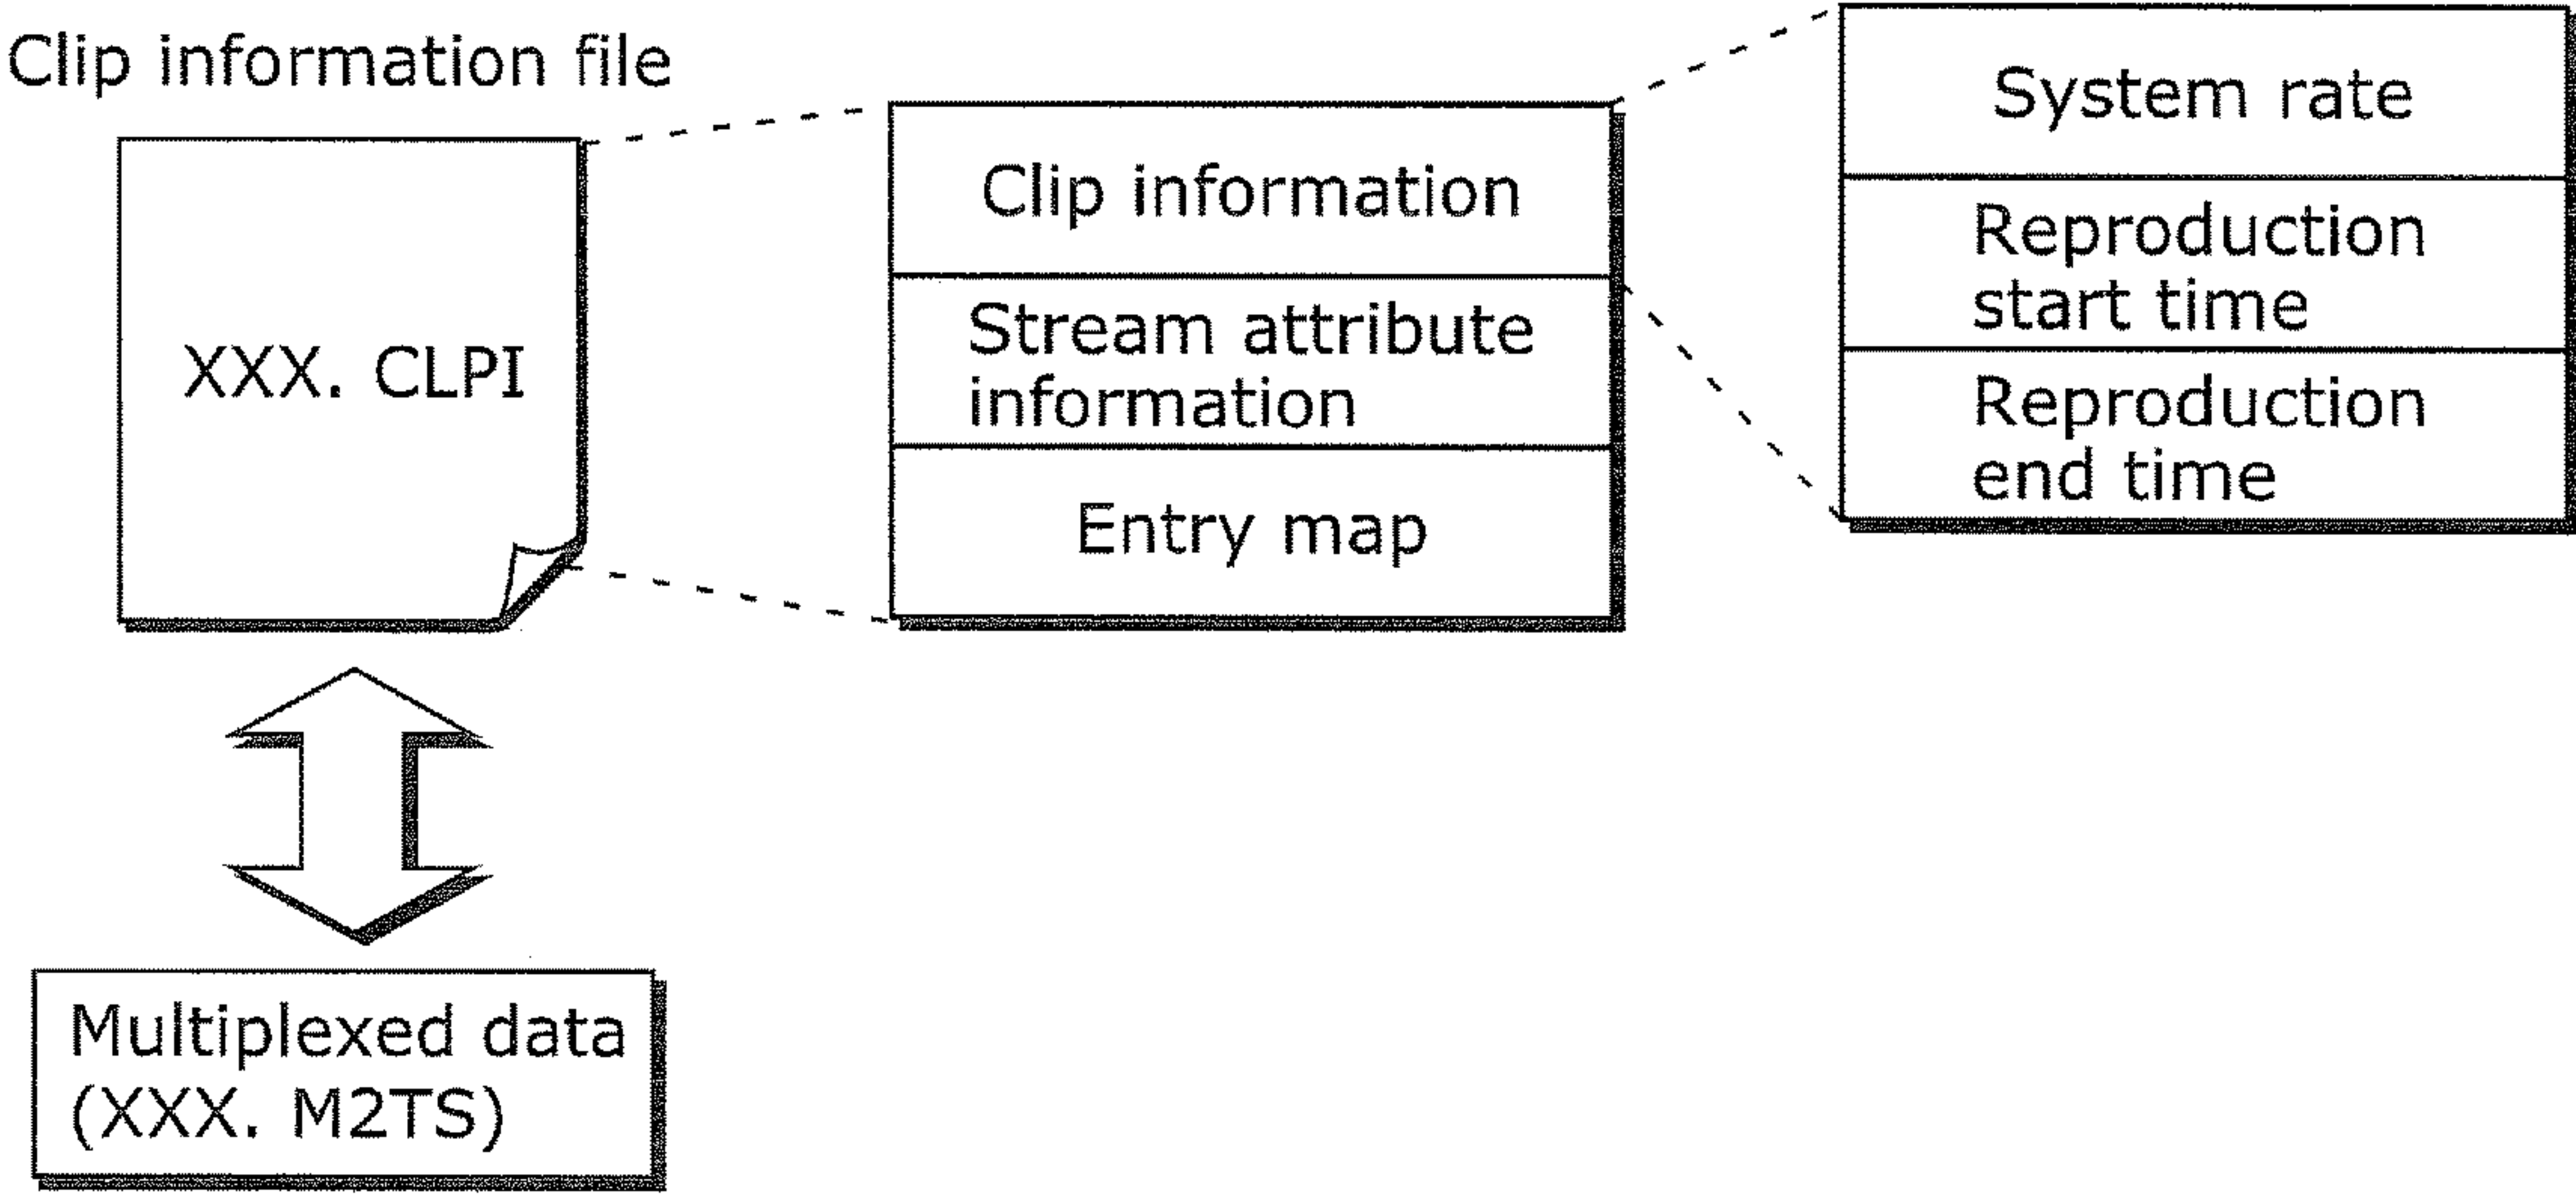 Clip information file
XXX. CLPI
Multiplexed data
(XXX. M2TS)
Clip information
Stream attribute
information
Entry map
System rate
Reproduction
start time
Reproduction
end time